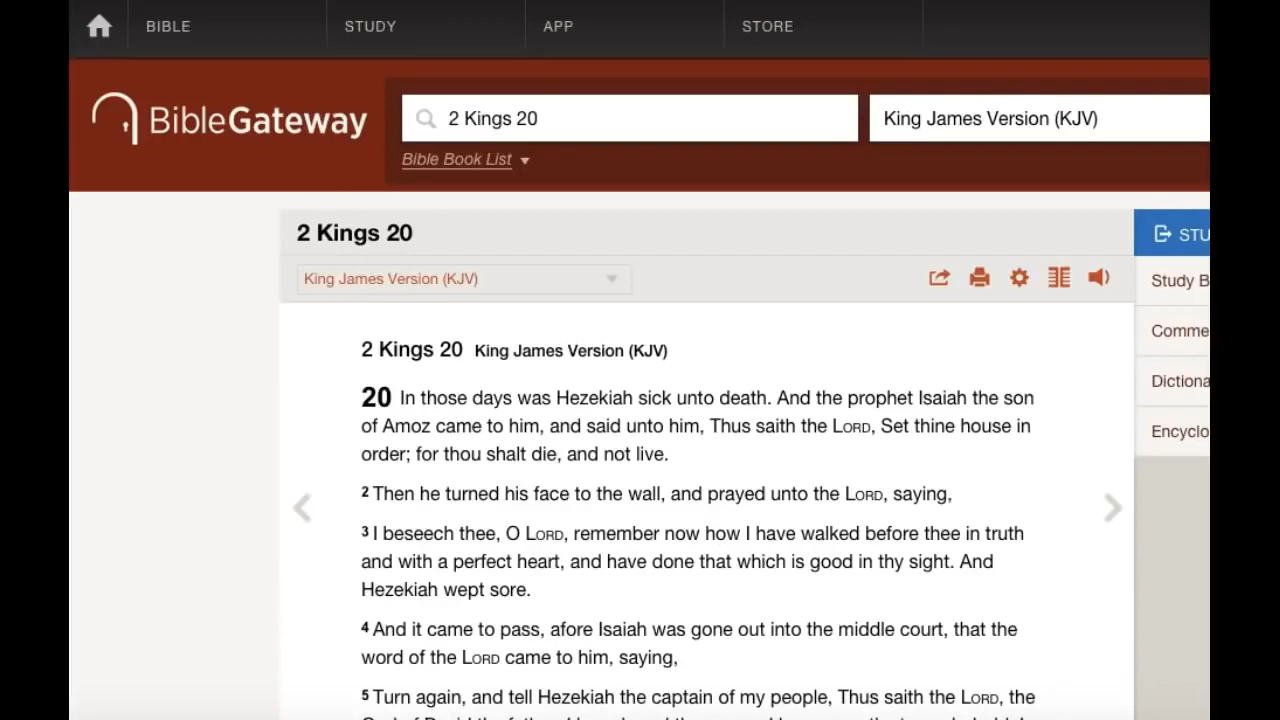 BIBLE STUDY APP STORE
BibleGateway
2 Kings 20
King James Version (KJV)
Bible Book List
2 Kings 20
STU
King James Version (KJV)
Study B
Comme
Dictiona
Encyclo
2 Kings 20 King James Version (KJV)
20 In those days was Hezekiah sick unto death. And the prophet Isaiah the son
of Amoz came to him, and said unto him, Thus saith the LORD, Set thine house in
order; for thou shalt die, and not live.
2 Then he turned his face to the wall, and prayed unto the LORD, saying,
3 I beseech thee, O LORD, remember now how I have walked before thee in truth
and with a perfect heart, and have done that which is good in thy sight. And
Hezekiah wept sore.
4 And it came to pass, afore Isaiah was gone out into the middle court, that the
word of the LORD came to him, saying,
5 Turn again, and tell Hezekiah the captain of my people, Thus saith the LORD, the